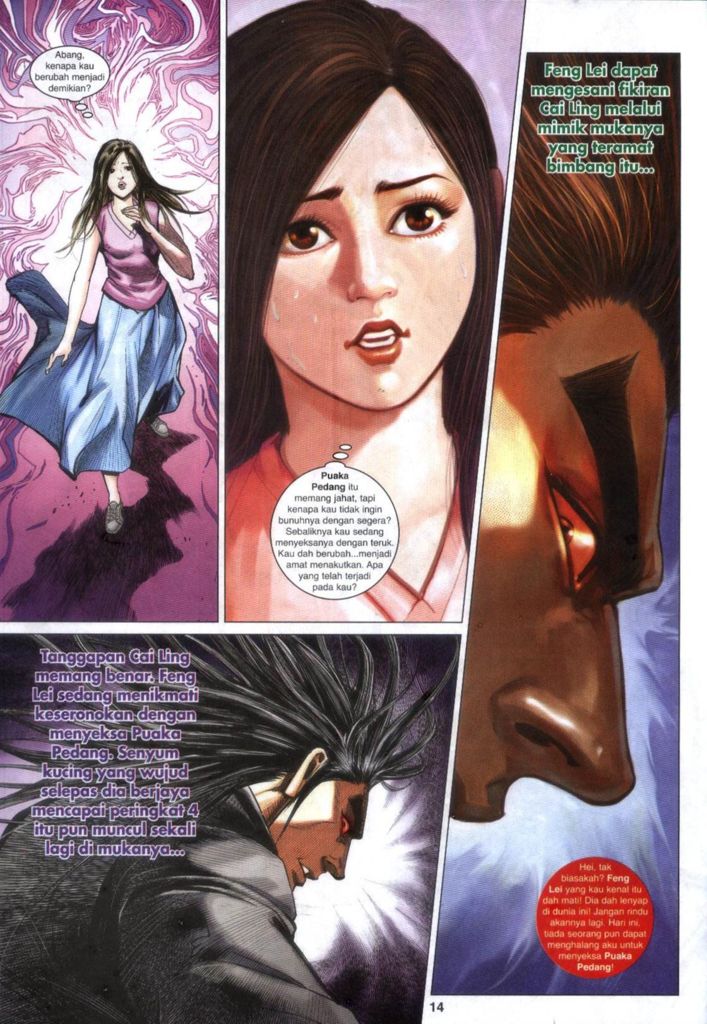 Abang,
kenapa kau
berubah menjadi
demikian?
Puaka
Pedang itu
memang jahat, tapi
kenapa kau tidak ingin
bunuhnya dengan segera?
Sebaliknya kau sedang
menyeksanya dengan teruk.
Kau dah berubah...menjadi
amat menakutkan. Apa
yang telah terjadi
pada kau?
Feng Lei dapat
mengesani fikiran
Cai Ling melalui
mimik mukanya
yang teramat
bimbang itu...
Tanggapan Cai Ling
memang benar. Feng
Lei sedang menikmati
keseronokan dengan
menyeksa Puaka
Pedang. Senyum
kucing yang wujud
selepas dia berjaya
mencapai peringkat 4
itu pun muncul sekali
lagi di mukanya...
Hei, tak
biasakah? Feng
Lei yang kau kenal itu
dah mati! Dia dah lenyap
di dunia ini! Jangan rindu
akannya lagi. Hari ini,
tiada seorang pun dapat
menghalang aku untuk
menyeksa Puaka
Pedang!
14